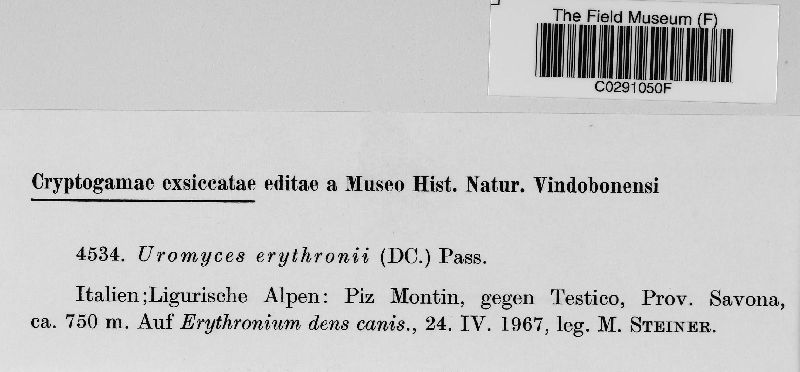 The Field Museum (F)
C0291050F
Cryptogamae exsiccatae editae a Museo Hist. Natur. Vindobonensi
4534. Uromyces erythronii (DC.) Pass.
Italien;Ligurische Alpen: Piz Montin, gegen Testico, Prov. Savona,
ca. 750 m. Auf Erythronium dens canis., 24. IV. 1967, leg. M. STEINER.